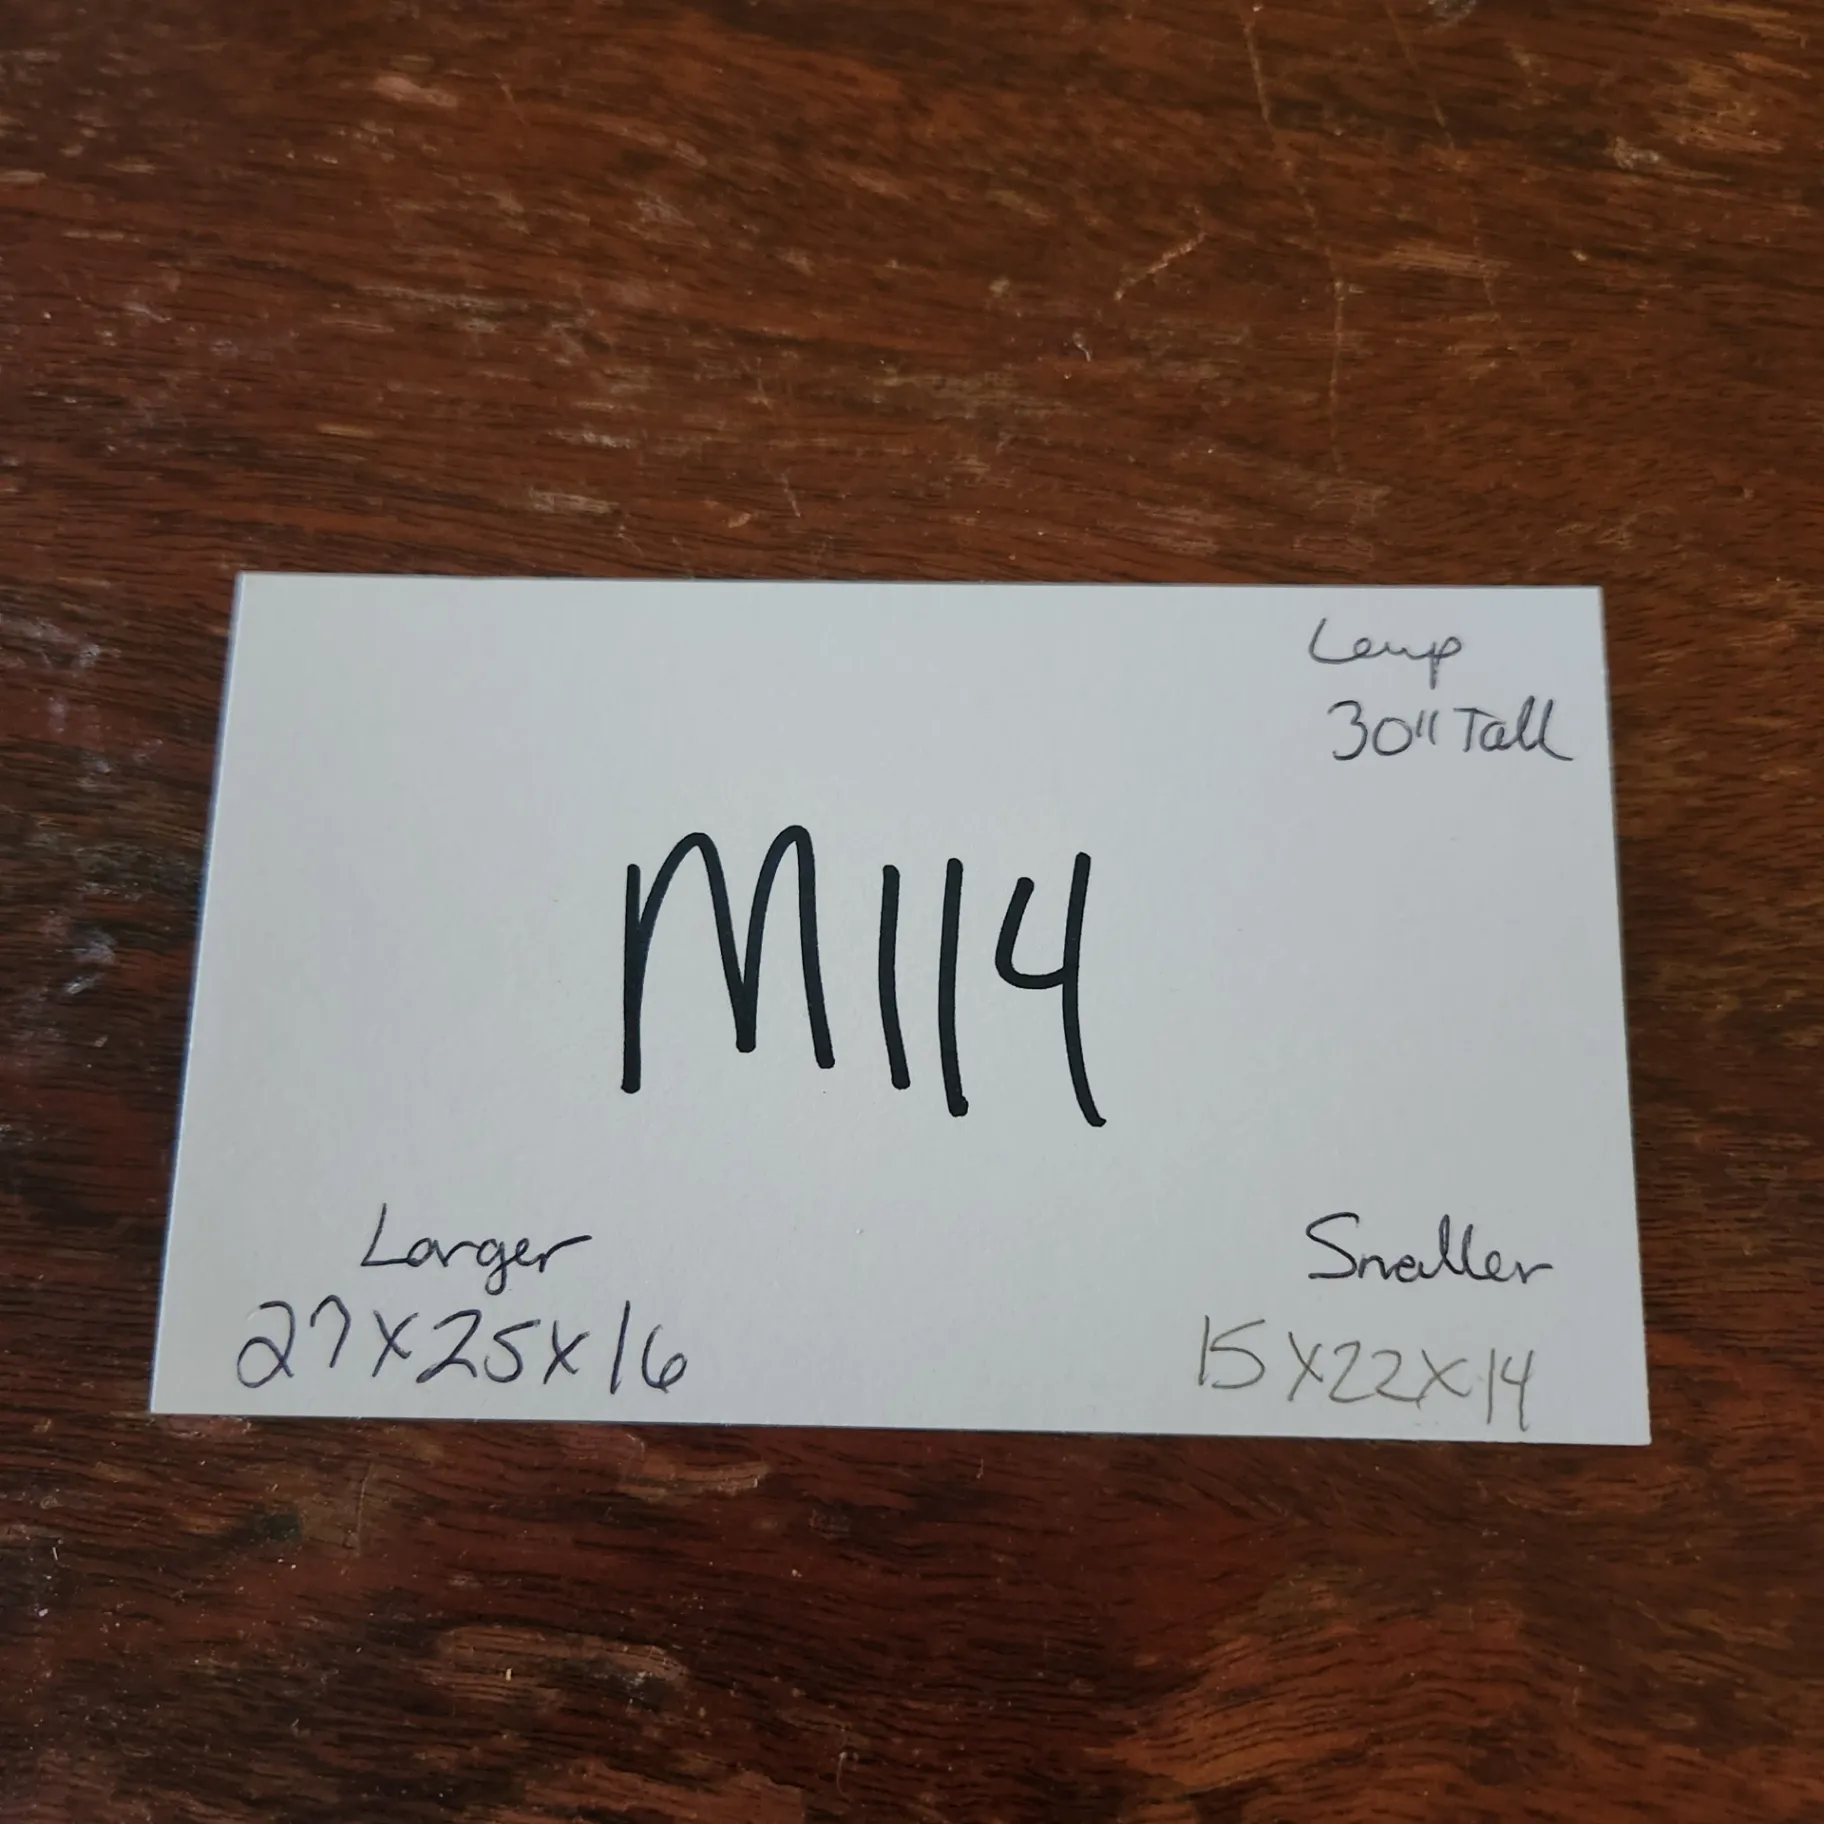 Lamp
30" Tall
M114
Larger
27X25X16
Smaller
15X22X14